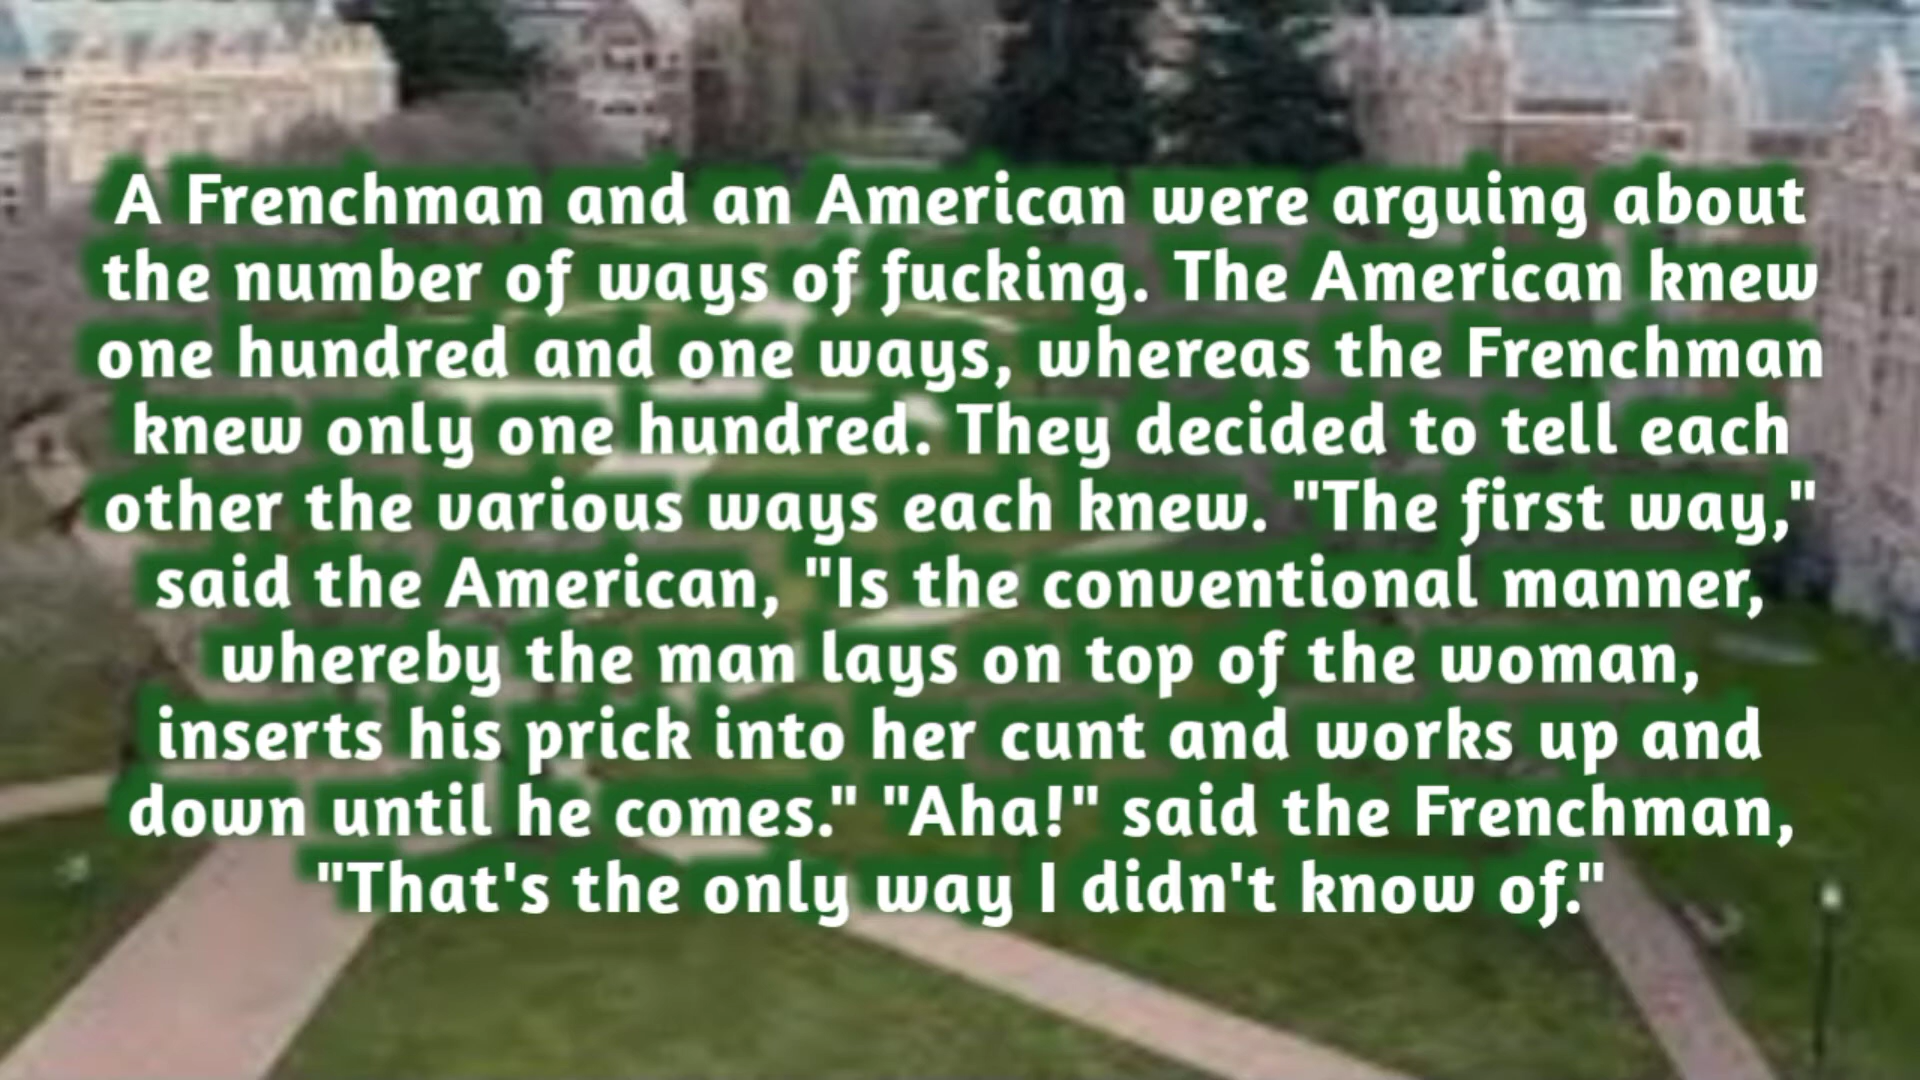 A Frenchman and an American were arguing about
the number of ways of fucking. The American knew
one hundred and one ways, whereas the Frenchman
knew only one hundred. They decided to tell each
other the various ways each knew. "The first way,"
said the American, "Is the conventional manner,
whereby the man lays on top of the woman,
inserts his prick into her cunt and works up and
down until he comes." "Aha!" said the Frenchman,
"That's the only way I didn't know of."